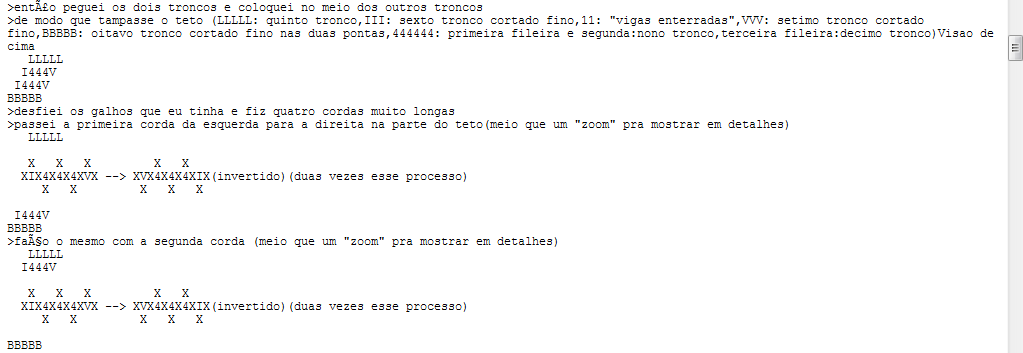 >entÃ£o peguei os dois troncos e coloquei no meio dos outros troncos
>de modo que tampasse o teto (LLLLL: quinto tronco,III: sexto tronco cortado fino,11: "vigas enterradas",VVV: setimo tronco cortado
fino,BBBBB: oitavo tronco cortado fino nas duas pontas,444444: primeira fileira e segunda:nono tronco,terceira fileira:decimo tronco)Visao de
cima
   LLLLL
  I444V
 I444V
BBBBB
>desfiei os galhos que eu tinha e fiz quatro cordas muito longas
>passei a primeira corda da esquerda para a direita na parte do teto(meio que um "zoom" pra mostrar em detalhes)
   LLLLL

   X   X   X         X   X
  XIX4X4X4XVX --> XVX4X4X4XIX(invertido)(duas vezes esse processo)
     X   X         X   X   X

 I444V
BBBBB
>faÃ§o o mesmo com a segunda corda (meio que um "zoom" pra mostrar em detalhes)
   LLLLL
  I444V

   X   X   X         X   X
  XIX4X4X4XVX --> XVX4X4X4XIX(invertido)(duas vezes esse processo)
     X   X         X   X   X

BBBBB